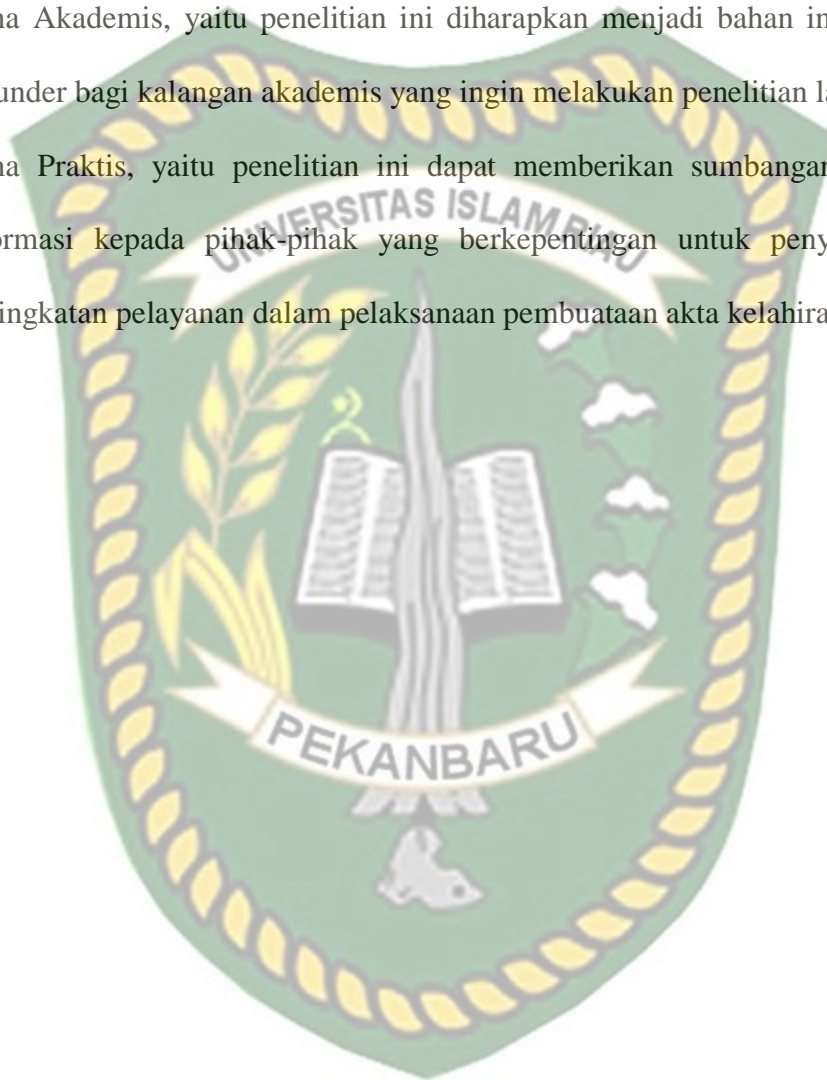 na Akademis, yaitu penelitian ini diharapkan menjadi bahan in
under bagi kalangan akademis yang ingin melakukan penelitian la
na Praktis, yaitu penelitian ini dapat memberikan sumbangan
ormasi kepada pihak-pihak yang berkepentingan untuk peny
ingkatan pelayanan dalam pelaksanaan pembuataan akta kelahira
UNIVERSITAS ISLAM RIAU
PEKANBARU